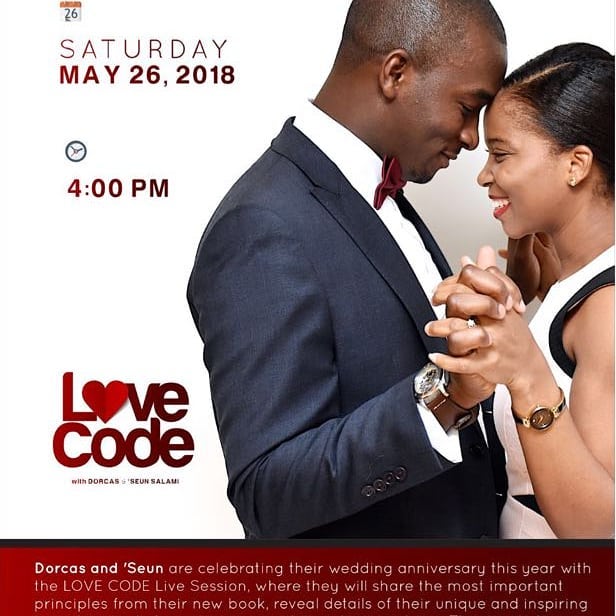 26
SATURDAY
MAY 26, 2018
4:00 PM
Love
Code
with DORCAS & 'SEUN SALAMI
Dorcas and 'Seun are celebrating their wedding anniversary this year with
the LOVE CODE Live Session, where they will share the most important
principles from their new book, reveal details of their unique and inspiring